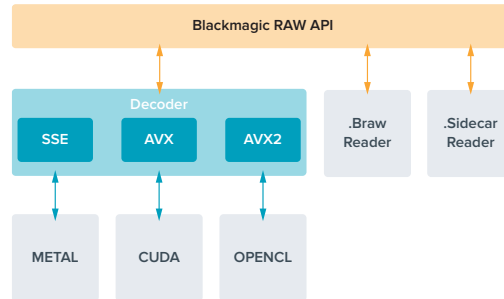 Blackmagic RAW API
Decoder
SSE
AVX
AVX2
.Braw
Reader
.Sidecar
Reader
METAL
CUDA
OPENCL